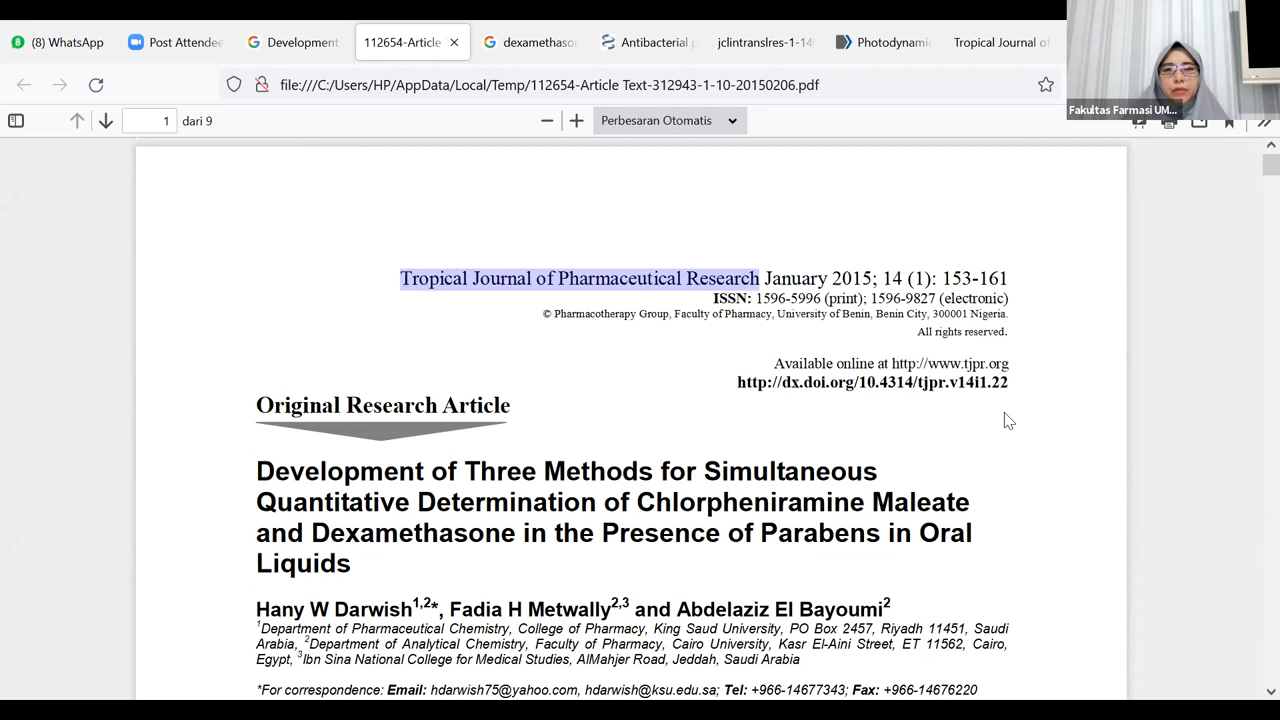 (8) WhatsApp
Post Attende
Development
112654-Article
dexamethaso
Antibacterial
jclintranslres-1-14
Photodynami
Tropical Journal of
file:///C:/Users/HP/AppData/Local/Temp/112654-Article Text-312943-1-10-20150206.pdf
Fakultas Farmasi UM...
1 dari 9
Perbesaran Otomatis
Tropical Journal of Pharmaceutical Research January 2015; 14 (1): 153-161
ISSN: 1596-5996 (print); 1596-9827 (electronic)
© Pharmacotherapy Group, Faculty of Pharmacy, University of Benin, Benin City, 300001 Nigeria.
All rights reserved.
Available online at http://www.tjpr.org
http://dx.doi.org/10.4314/tjpr.v14i1.22
Original Research Article
Development of Three Methods for Simultaneous
Quantitative Determination of Chlorpheniramine Maleate
and Dexamethasone in the Presence of Parabens in Oral
Liquids
Hany W Darwish1,2*, Fadia H Metwally2,3 and Abdelaziz El Bayoumi2
1Department of Pharmaceutical Chemistry, College of Pharmacy, King Saud University, PO Box 2457, Riyadh 11451, Saudi
Arabia, 2Department of Analytical Chemistry, Faculty of Pharmacy, Cairo University, Kasr El-Aini Street, ET 11562, Cairo,
Egypt, 3Ibn Sina National College for Medical Studies, AlMahjer Road, Jeddah, Saudi Arabia
*For correspondence: Email: hdarwish75@yahoo.com, hdarwish@ksu.edu.sa; Tel: +966-14677343; Fax: +966-14676220